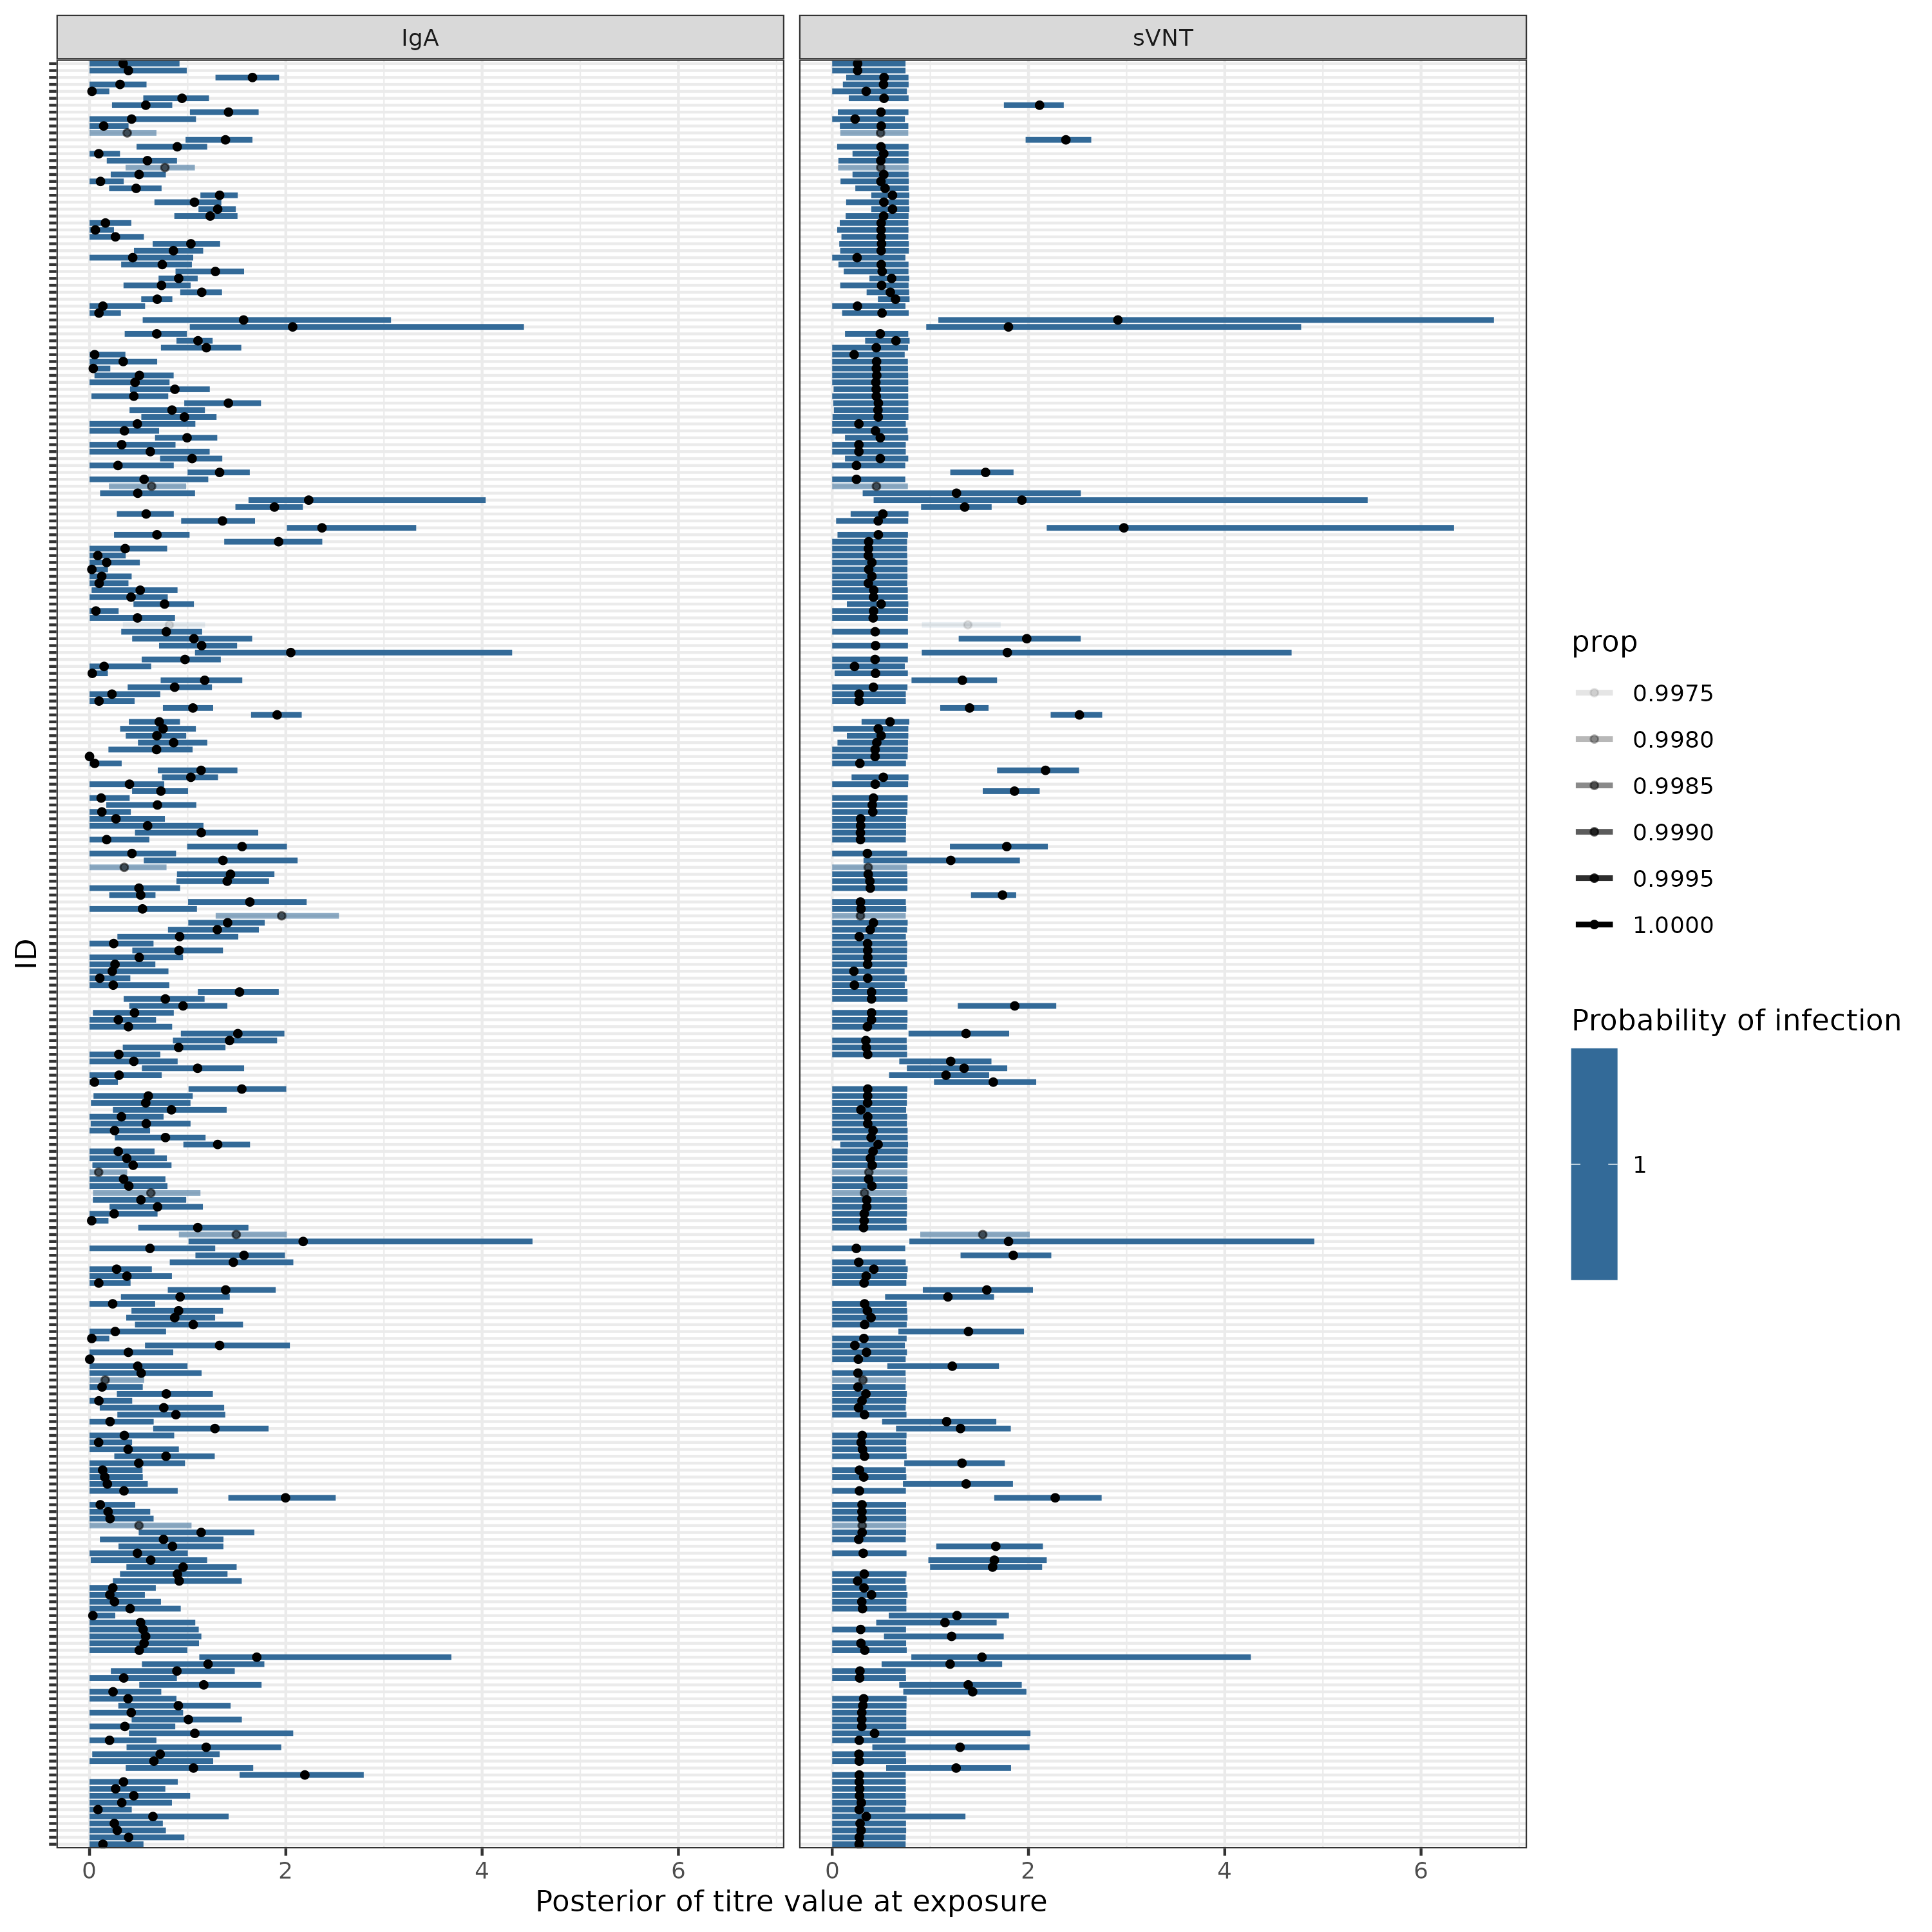 IgA
sVNT
ID
0 2 4 6
0 2 4 6
Posterior of titre value at exposure
prop
0.9975
0.9980
0.9985
0.9990
0.9995
1.0000
Probability of infection
1